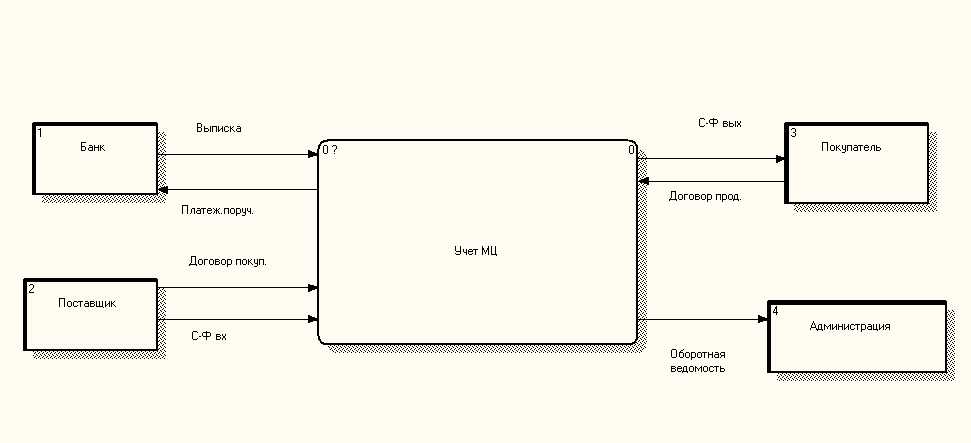 1
Банк
Выписка
Платеж.поруч.
2
Поставщик
Договор покуп.
С-Ф вх
0 ?
0
Учет МЦ
С-Ф вых
Договор прод.
3
Покупатель
Оборотная
ведомость
4
Администрация